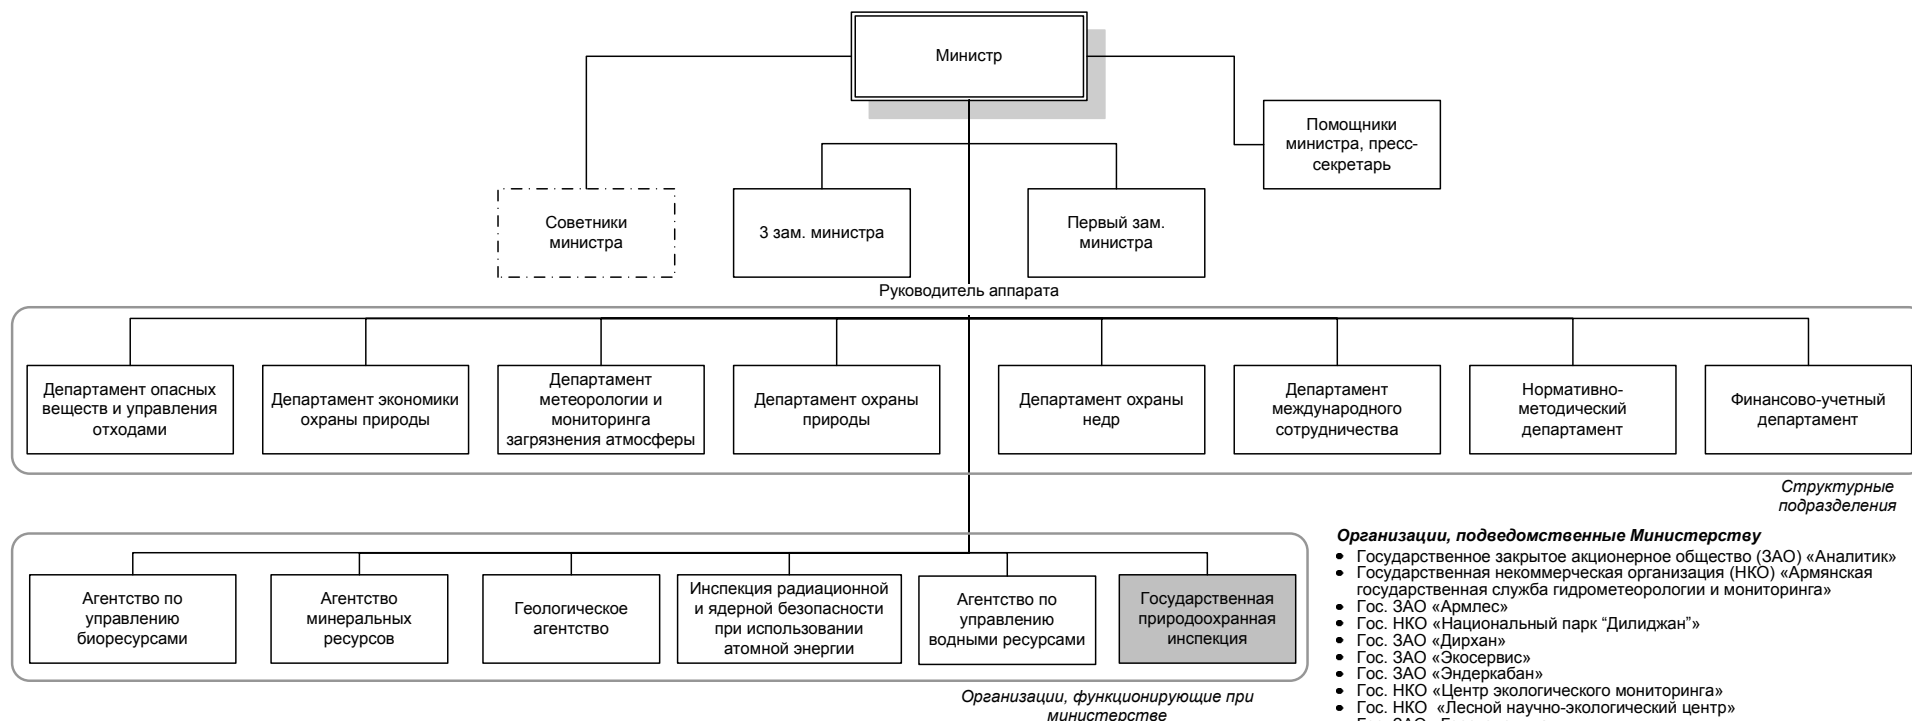 Министр
Помощники
министра, пресс-
секретарь
Советники
министра
3 зам. министра
Первый зам.
министра
Руководитель аппарата
Департамент опасных
веществ и управления
отходами
Департамент экономики
охраны природы
Департамент
метеорологии и
мониторинга
загрязнения атмосферы
Департамент охраны
природы
Департамент охраны
недр
Департамент
международного
сотрудничества
Нормативно-
методический
департамент
Финансово-учетный
департамент
Структурные
подразделения
Агентство по
управлению
биоресурсами
Агентство
минеральных
ресурсов
Геологическое
агентство
Инспекция радиационной
и ядерной безопасности
при использовании
атомной энергии
Агентство по
управлению
водными ресурсами
Государственная
природоохранная
инспекция
Организации, функционирующие при
министерстве
Организации, подведомственные Министерству
• Государственное закрытое акционерное общество (ЗАО) «Аналитик»
• Государственная некоммерческая организация (НКО) «Армянская
государственная служба гидрометеорологии и мониторинга»
• Гос. ЗАО «Армлес»
• Гос. НКО «Национальный парк “Дилиджан”»
• Гос. ЗАО «Дирхан»
• Гос. ЗАО «Экосервис»
• Гос. ЗАО «Эндеркабан»
• Гос. НКО «Центр экологического мониторинга»
• Гос. НКО «Лесной научно-экологический центр»